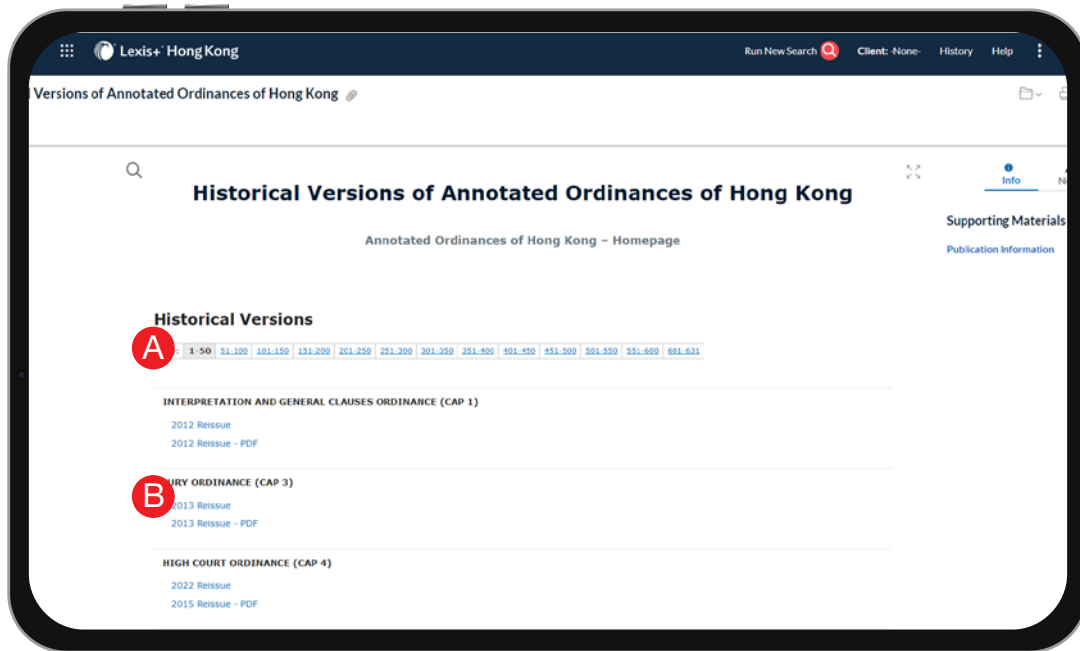 Lexis+ Hong Kong Run New Search Client: -None- History Help
Versions of Annotated Ordinances of Hong Kong
Historical Versions of Annotated Ordinances of Hong Kong
Info
Annotated Ordinances of Hong Kong – Homepage
Supporting Materials
Publication Information
Historical Versions
A
1-50 51-100 101-150 151-200 201-250 251-300 301-350 351-400 401-450 451-500 501-550 551-600 601-631
INTERPRETATION AND GENERAL CLAUSES ORDINANCE (CAP 1)
2012 Reissue
2012 Reissue - PDF
B
URY ORDINANCE (CAP 3)
2013 Reissue
2013 Reissue - PDF
HIGH COURT ORDINANCE (CAP 4)
2022 Reissue
2015 Reissue - PDF